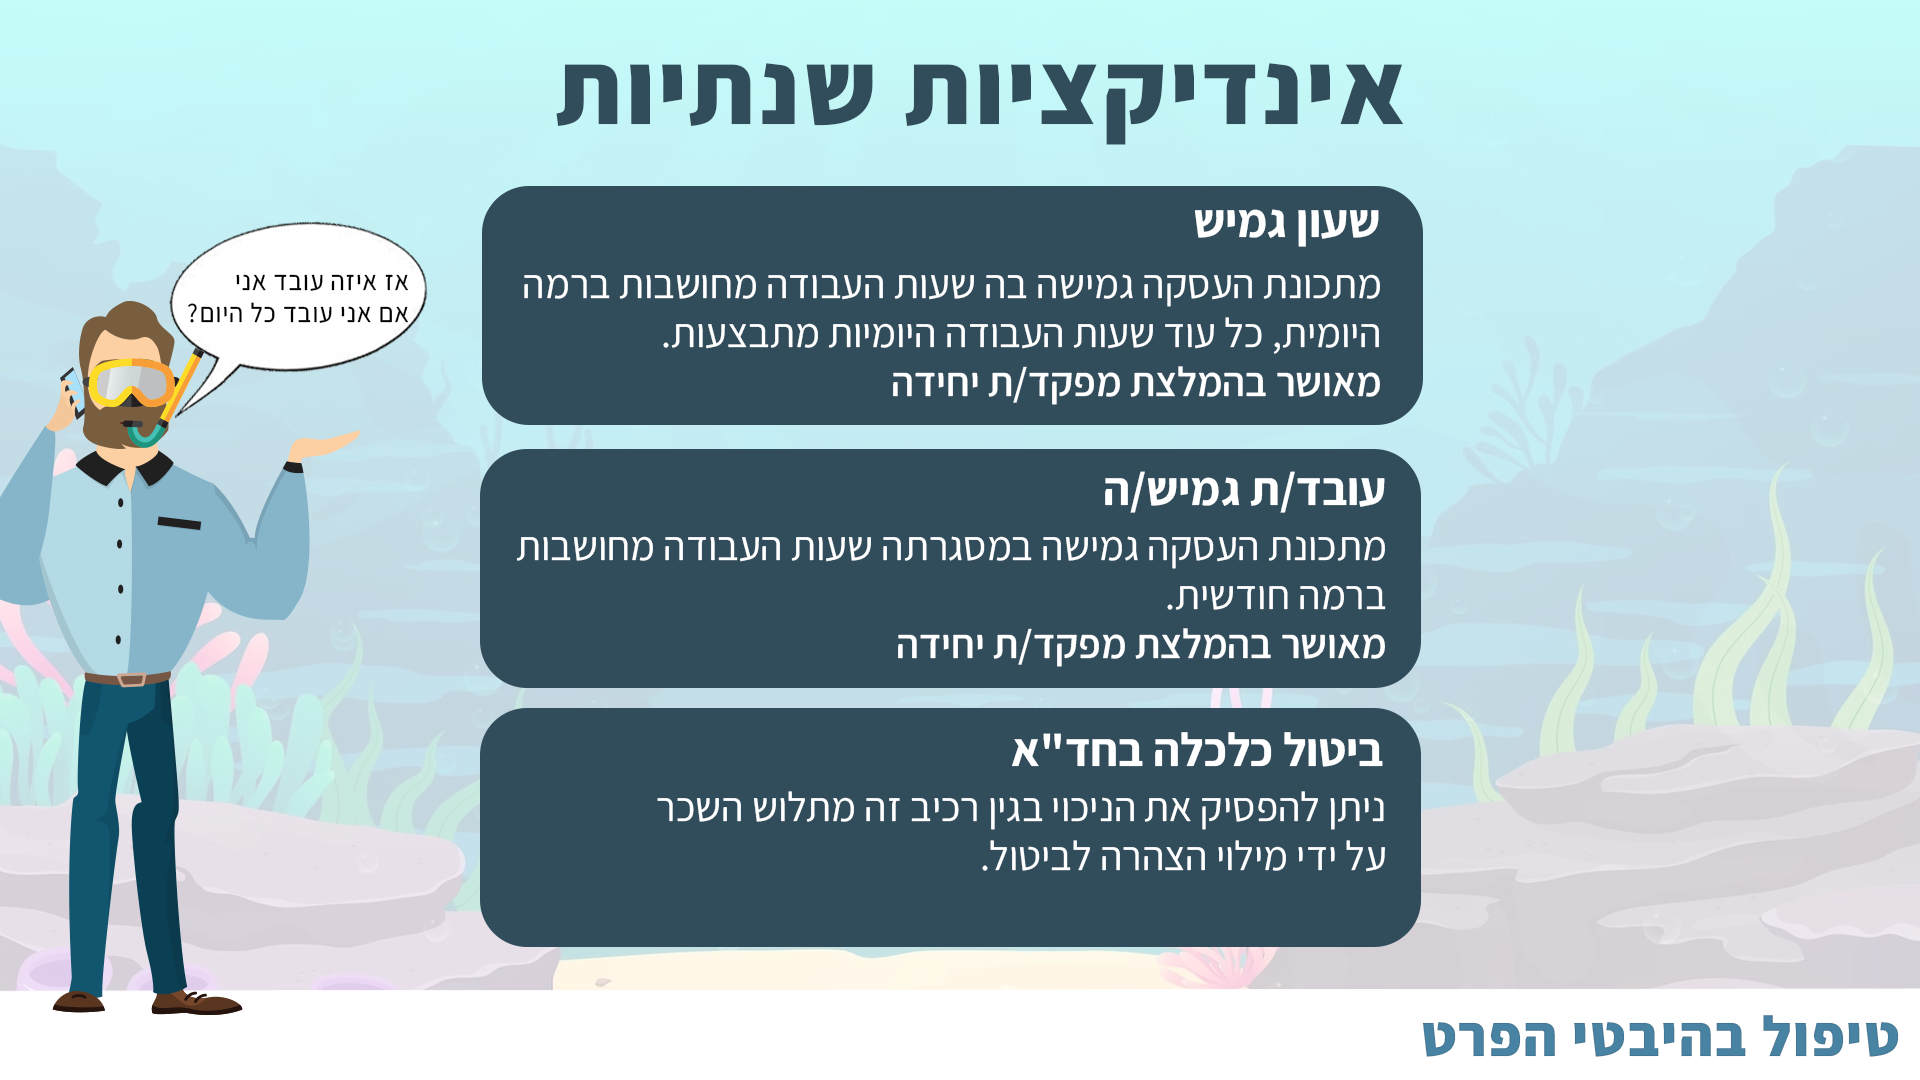 אינדיקציות שנתיות
שעון גמיש
מתכונת העסקה גמישה בה שעות העבודה מחושבות ברמה
היומית, כל עוד שעות העבודה היומיות מתבצעות.
מאושר בהמלצת מפקד/ת יחידה
אז איזה עובד אני
אם אני עובד כל היום?
עובד/ת גמיש/ה
מתכונת העסקה גמישה במסגרתה שעות העבודה מחושבות
ברמה חודשית.
מאושר בהמלצת מפקד/ת יחידה
ביטול כלכלה בחד"א
ניתן להפסיק את הניכוי בגין רכיב זה מתלוש השכר
על ידי מילוי הצהרה לביטול.
טיפול בהיבטי הפרט